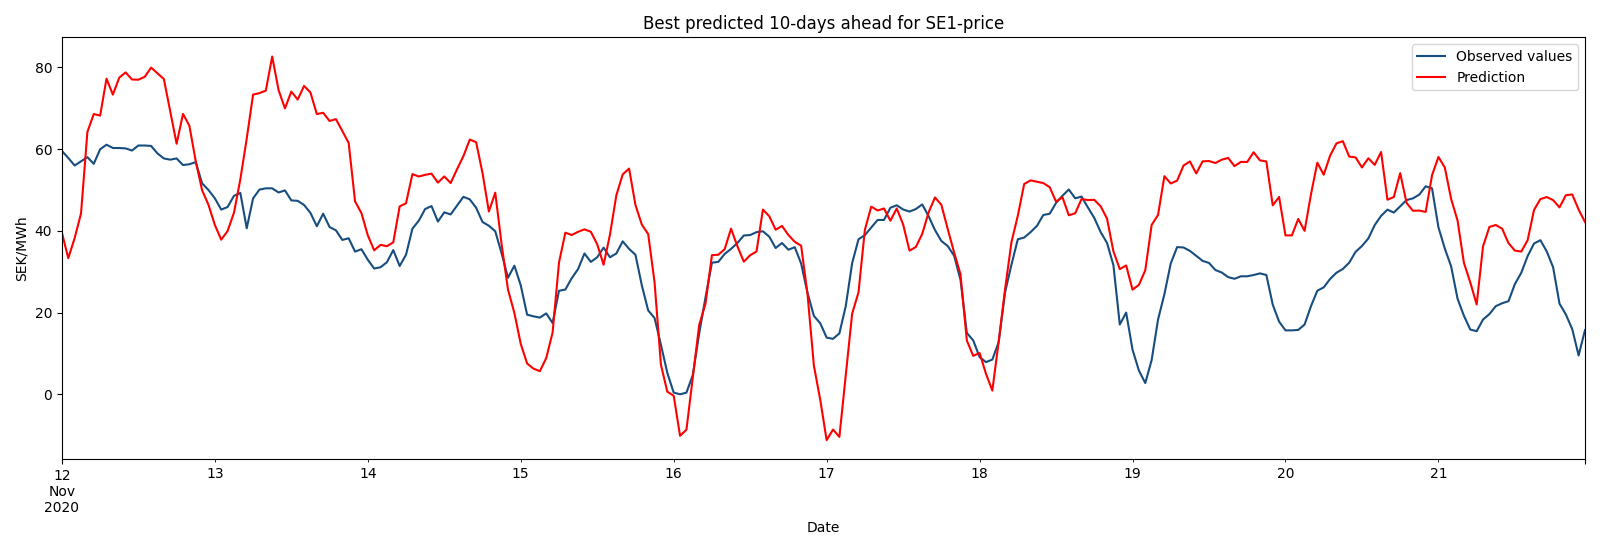 Best predicted 10-days ahead for SE1-price
Observed values
Prediction
80
60
40
20
0
SEK/MWh
12
Nov
2020
13
14
15
16
17
18
19
20
21
Date